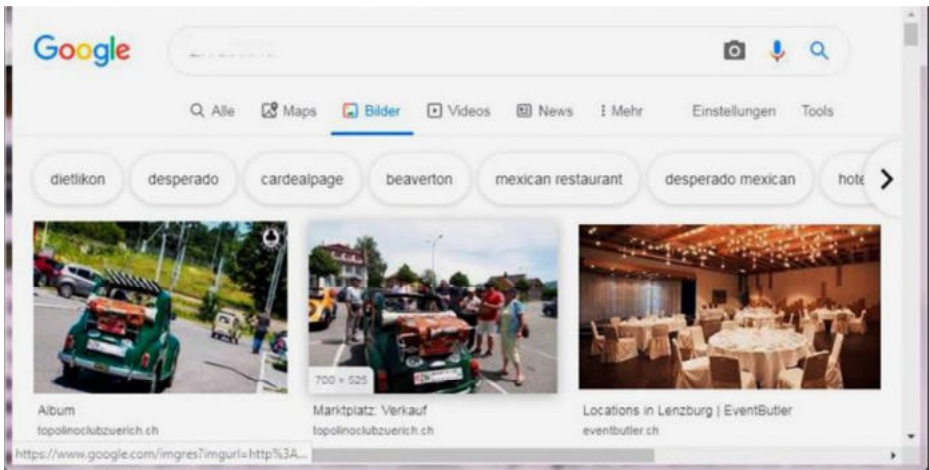 Google
Alle Maps Bilder Videos News Mehr Einstellungen Tools
dietlikon desperado cardealpage beaverton mexican restaurant desperado mexican hote
700 × 525
Album Marktplatz: Verkauf Locations in Lenzburg | EventButler
topolinoclubzuerich.ch topolinoclubzuerich.ch eventbutler.ch
https://www.google.com/imgres?imgurl=http%3A...